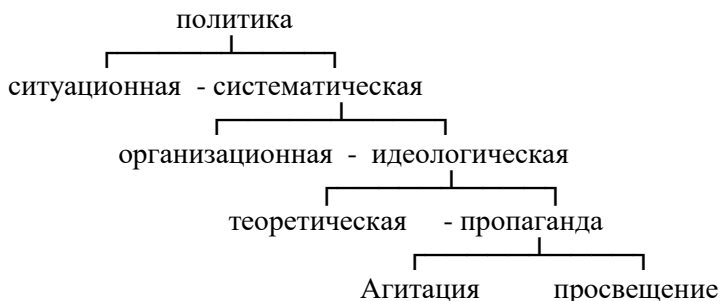 политика
ситуационная - систематическая
организационная - идеологическая
теоретическая - пропаганда
Агитация просвещение